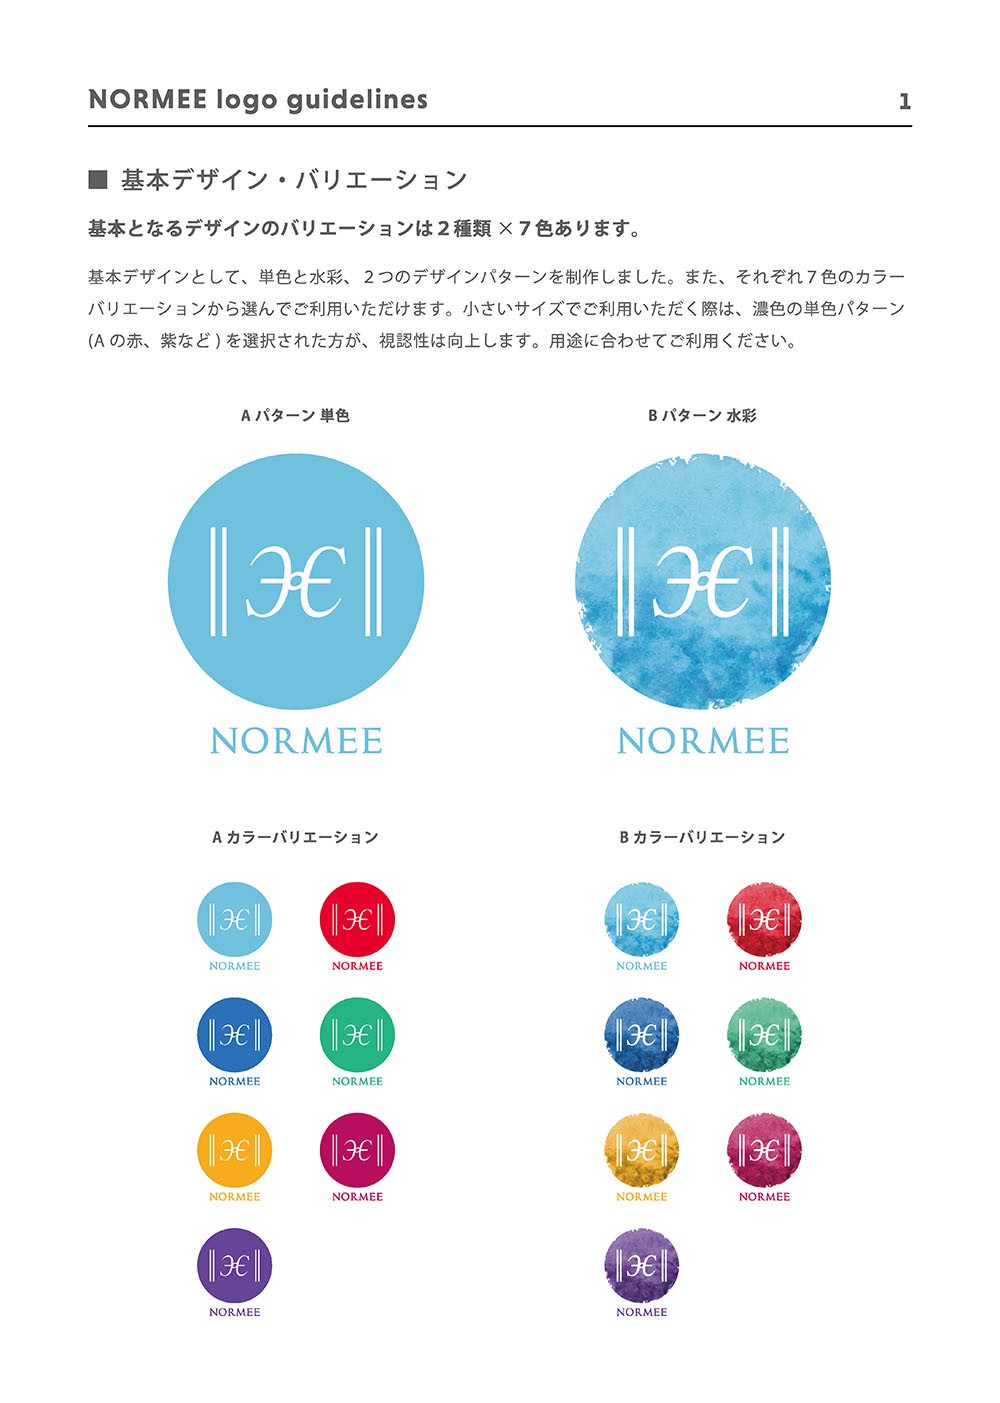 NORMEE logo guidelines 1
■ 基本デザイン・バリエーション
基本となるデザインのバリエーションは２種類 ×７色あります。
基本デザインとして、単色と水彩、２つのデザインパターンを制作しました。また、それぞれ７色のカラー
バリエーションから選んでご利用いただけます。小さいサイズでご利用いただく際は、濃色の単色パターン
(A の赤、紫など ) を選択された方が、視認性は向上します。用途に合わせてご利用ください。
A パターン 単色
B パターン 水彩
NORMEE
NORMEE
A カラーバリエーション
B カラーバリエーション
NORMEE
NORMEE
NORMEE
NORMEE
NORMEE
NORMEE
NORMEE
NORMEE
NORMEE
NORMEE
NORMEE
NORMEE
NORMEE
NORMEE